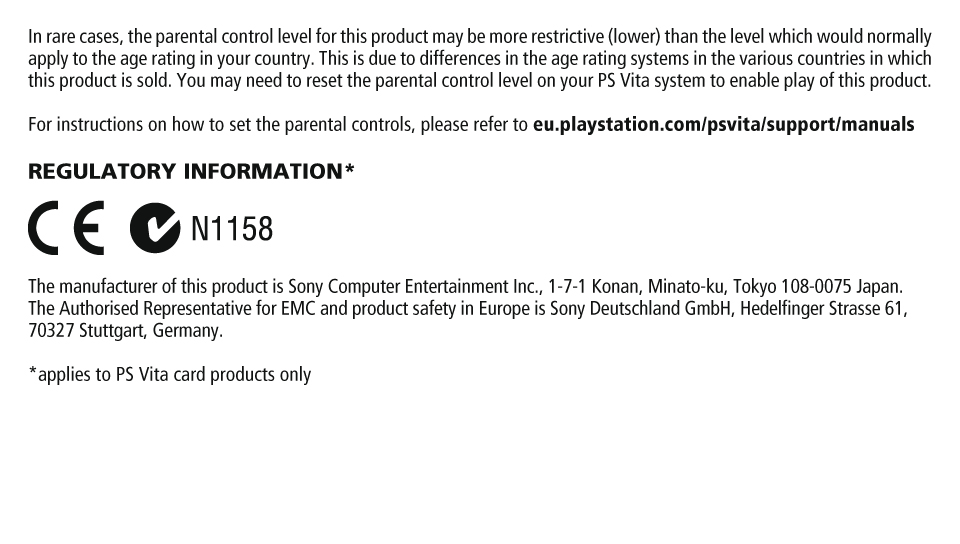 In rare cases, the parental control level for this product may be more restrictive (lower) than the level which would normally
apply to the age rating in your country. This is due to differences in the age rating systems in the various countries in which
this product is sold. You may need to reset the parental control level on your PS Vita system to enable play of this product.
For instructions on how to set the parental controls, please refer to eu.playstation.com/psvita/support/manuals
REGULATORY INFORMATION*
CE N1158
The manufacturer of this product is Sony Computer Entertainment Inc., 1-7-1 Konan, Minato-ku, Tokyo 108-0075 Japan.
The Authorised Representative for EMC and product safety in Europe is Sony Deutschland GmbH, Hedelfinger Strasse 61,
70327 Stuttgart, Germany.
*applies to PS Vita card products only